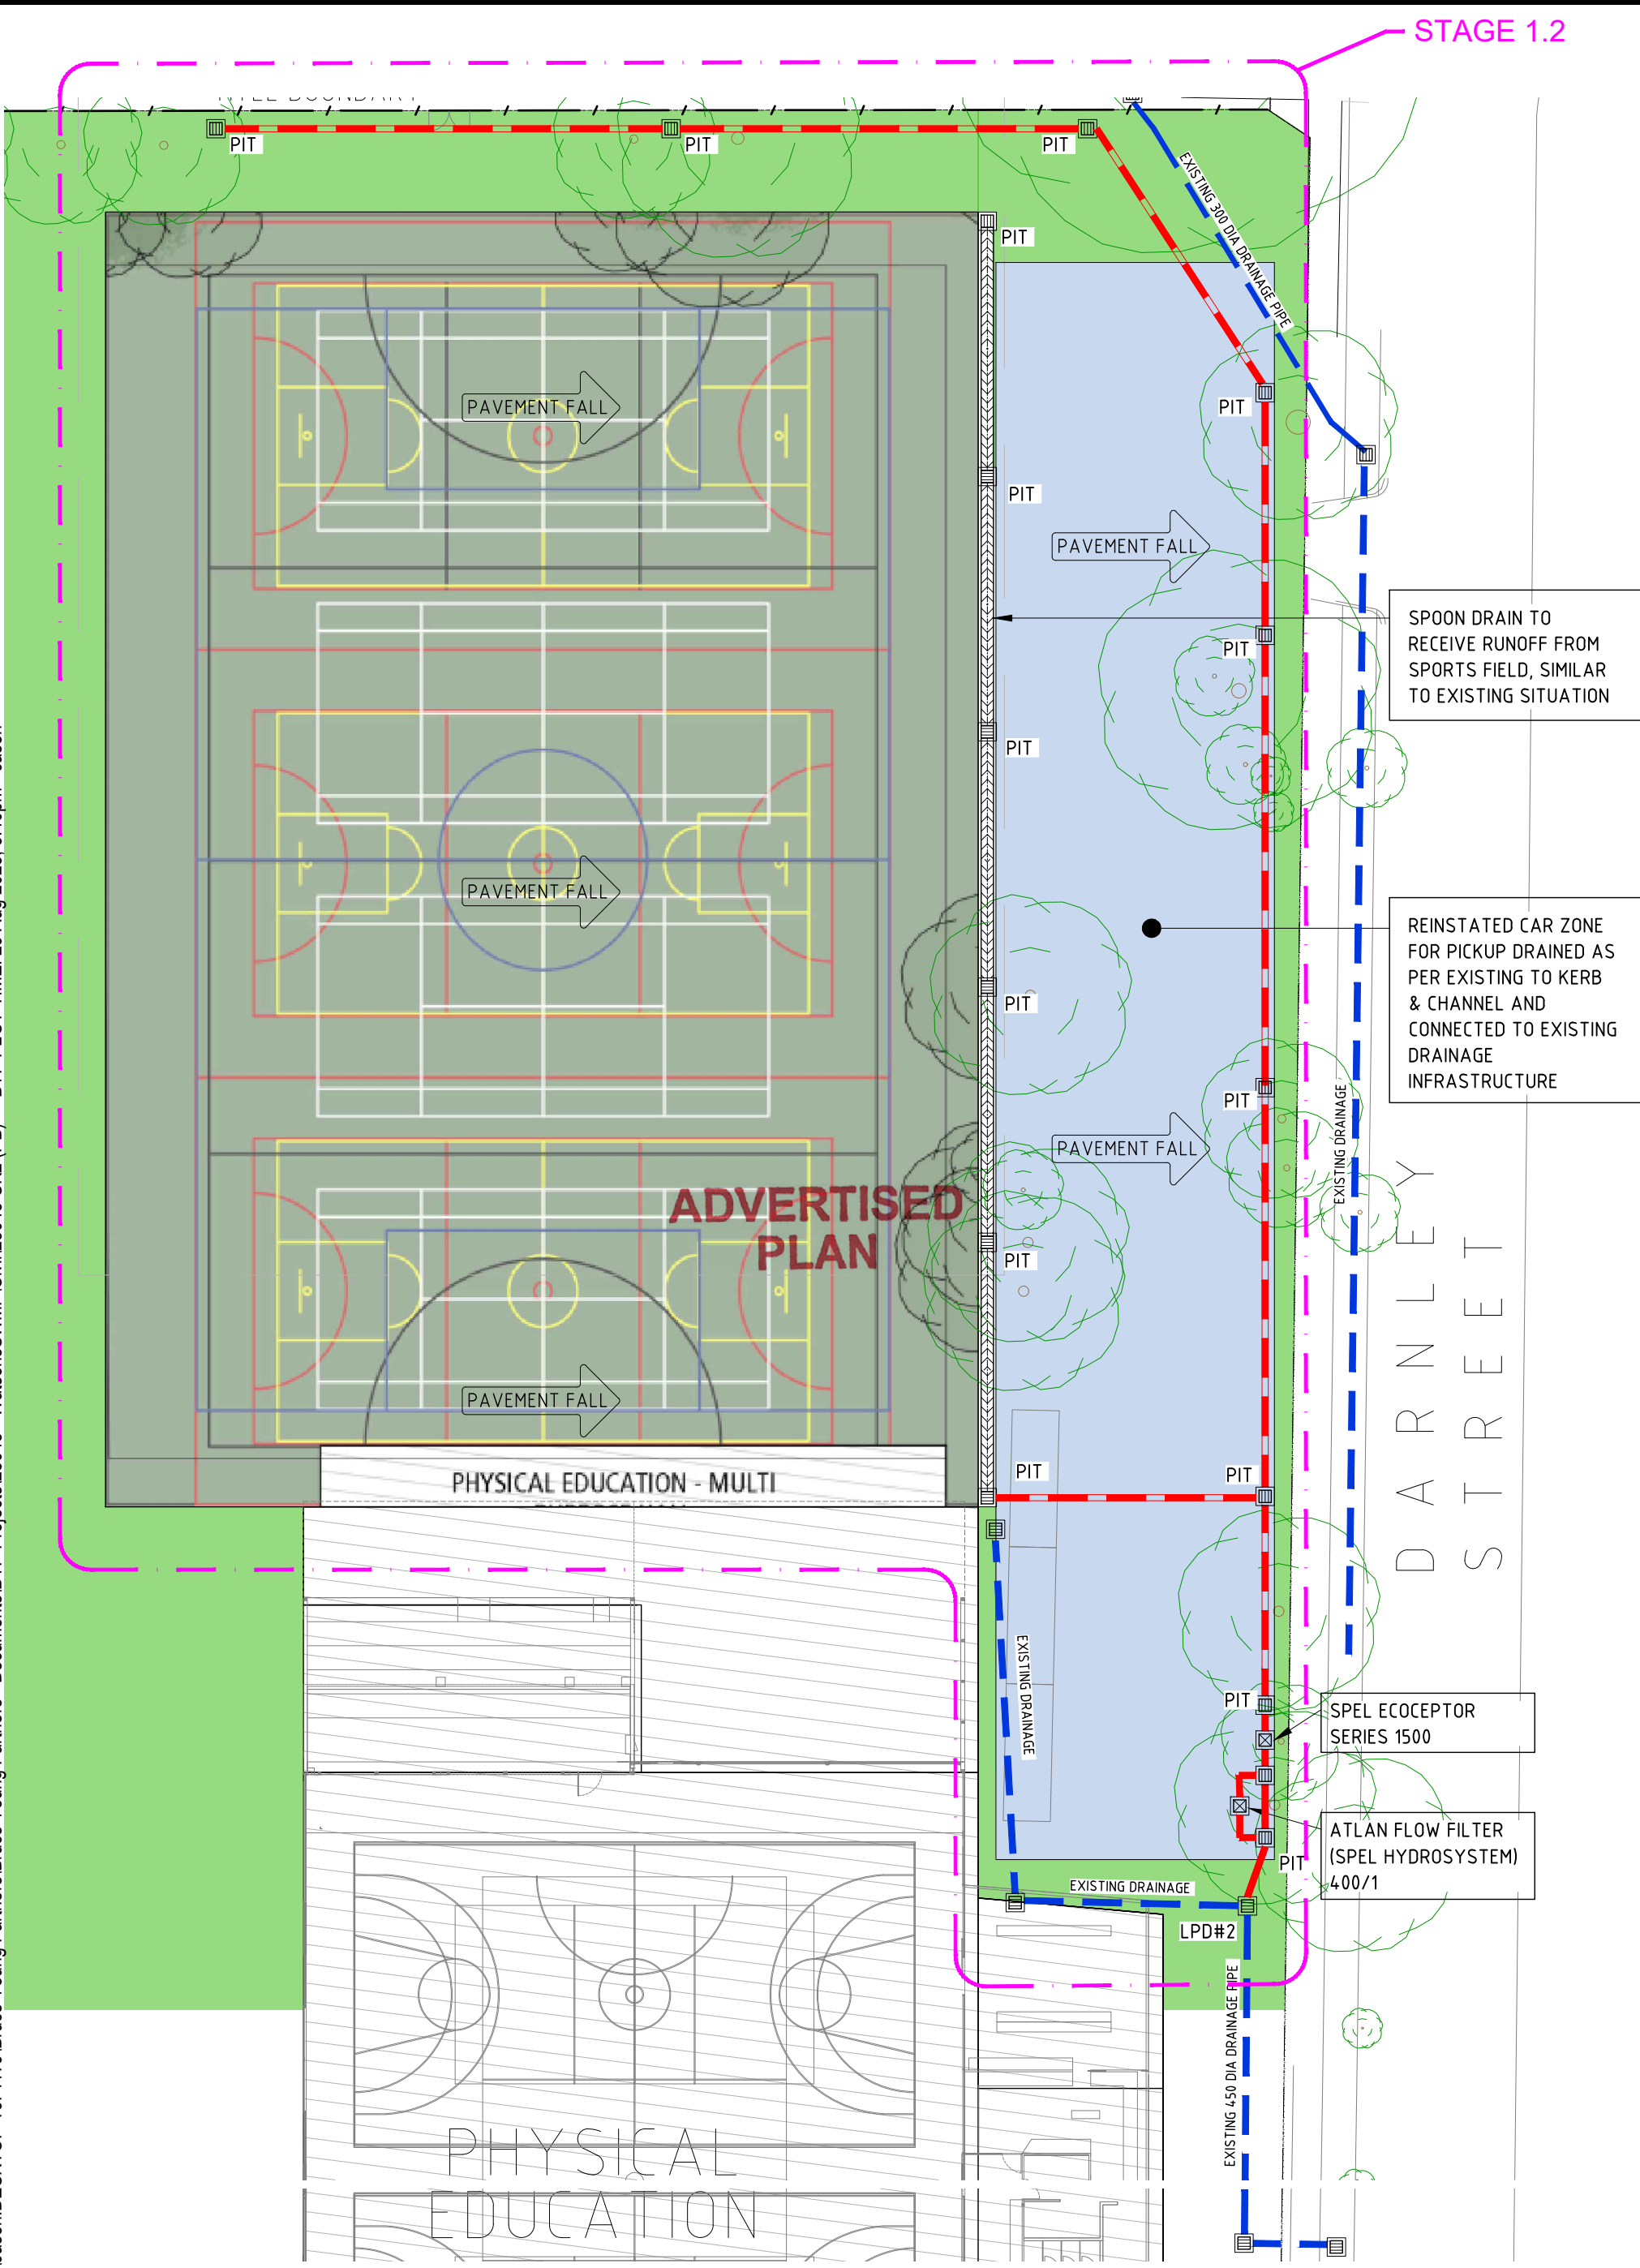 STAGE 1.2
PIT
PIT
PIT
EXISTING 300 DIA DRAINAGE PIPE
PIT
PAVEMENT FALL
PIT
PIT
PAVEMENT FALL
SPOON DRAIN TO
RECEIVE RUNOFF FROM
SPORTS FIELD, SIMILAR
TO EXISTING SITUATION
PIT
PIT
PAVEMENT FALL
REINSTATED CAR ZONE
FOR PICKUP DRAINED AS
PER EXISTING TO KERB
& CHANNEL AND
CONNECTED TO EXISTING
DRAINAGE
INFRASTRUCTURE
PIT
PIT
EXISTING DRAINAGE
PAVEMENT FALL
ADVERTISED
PLAN
PIT
DARNLEY
STREET
PAVEMENT FALL
PHYSICAL EDUCATION - MULTI
PIT
PIT
EXISTING DRAINAGE
PIT
SPEL ECOCEPTOR
SERIES 1500
ATLAN FLOW FILTER
(SPEL HYDROSYSTEM)
400/1
PIT
EXISTING DRAINAGE
LPD#2
EXISTING 450 DIA DRAINAGE PIPE
PHYSICAL
EDUCATION